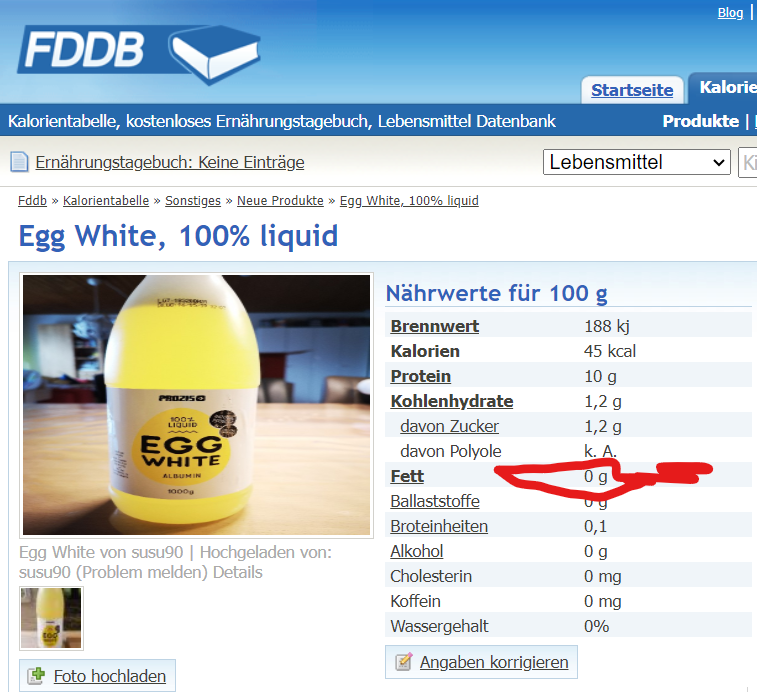 Blog |
FDDB
Startseite
Kalorie
Kalorientabelle, kostenloses Ernährungstagebuch, Lebensmittel Datenbank
Produkte |
Ernährungstagebuch: Keine Einträge
Lebensmittel
Ki
Fddb » Kalorientabelle » Sonstiges » Neue Produkte » Egg White, 100% liquid
Egg White, 100% liquid
PROZIS
100%
LIQUID
EGG
WHITE
ALBUMIN
1000g
Egg White von susu90 | Hochgeladen von:
susu90 (Problem melden) Details
EGG
WHITE
Foto hochladen
Nährwerte für 100 g
Brennwert 188 kj
Kalorien 45 kcal
Protein 10 g
Kohlenhydrate 1,2 g
davon Zucker 1,2 g
davon Polyole k. A.
Fett 0 g
Ballaststoffe 0 g
Broteinheiten 0,1
Alkohol 0 g
Cholesterin 0 mg
Koffein 0 mg
Wassergehalt 0%
Angaben korrigieren